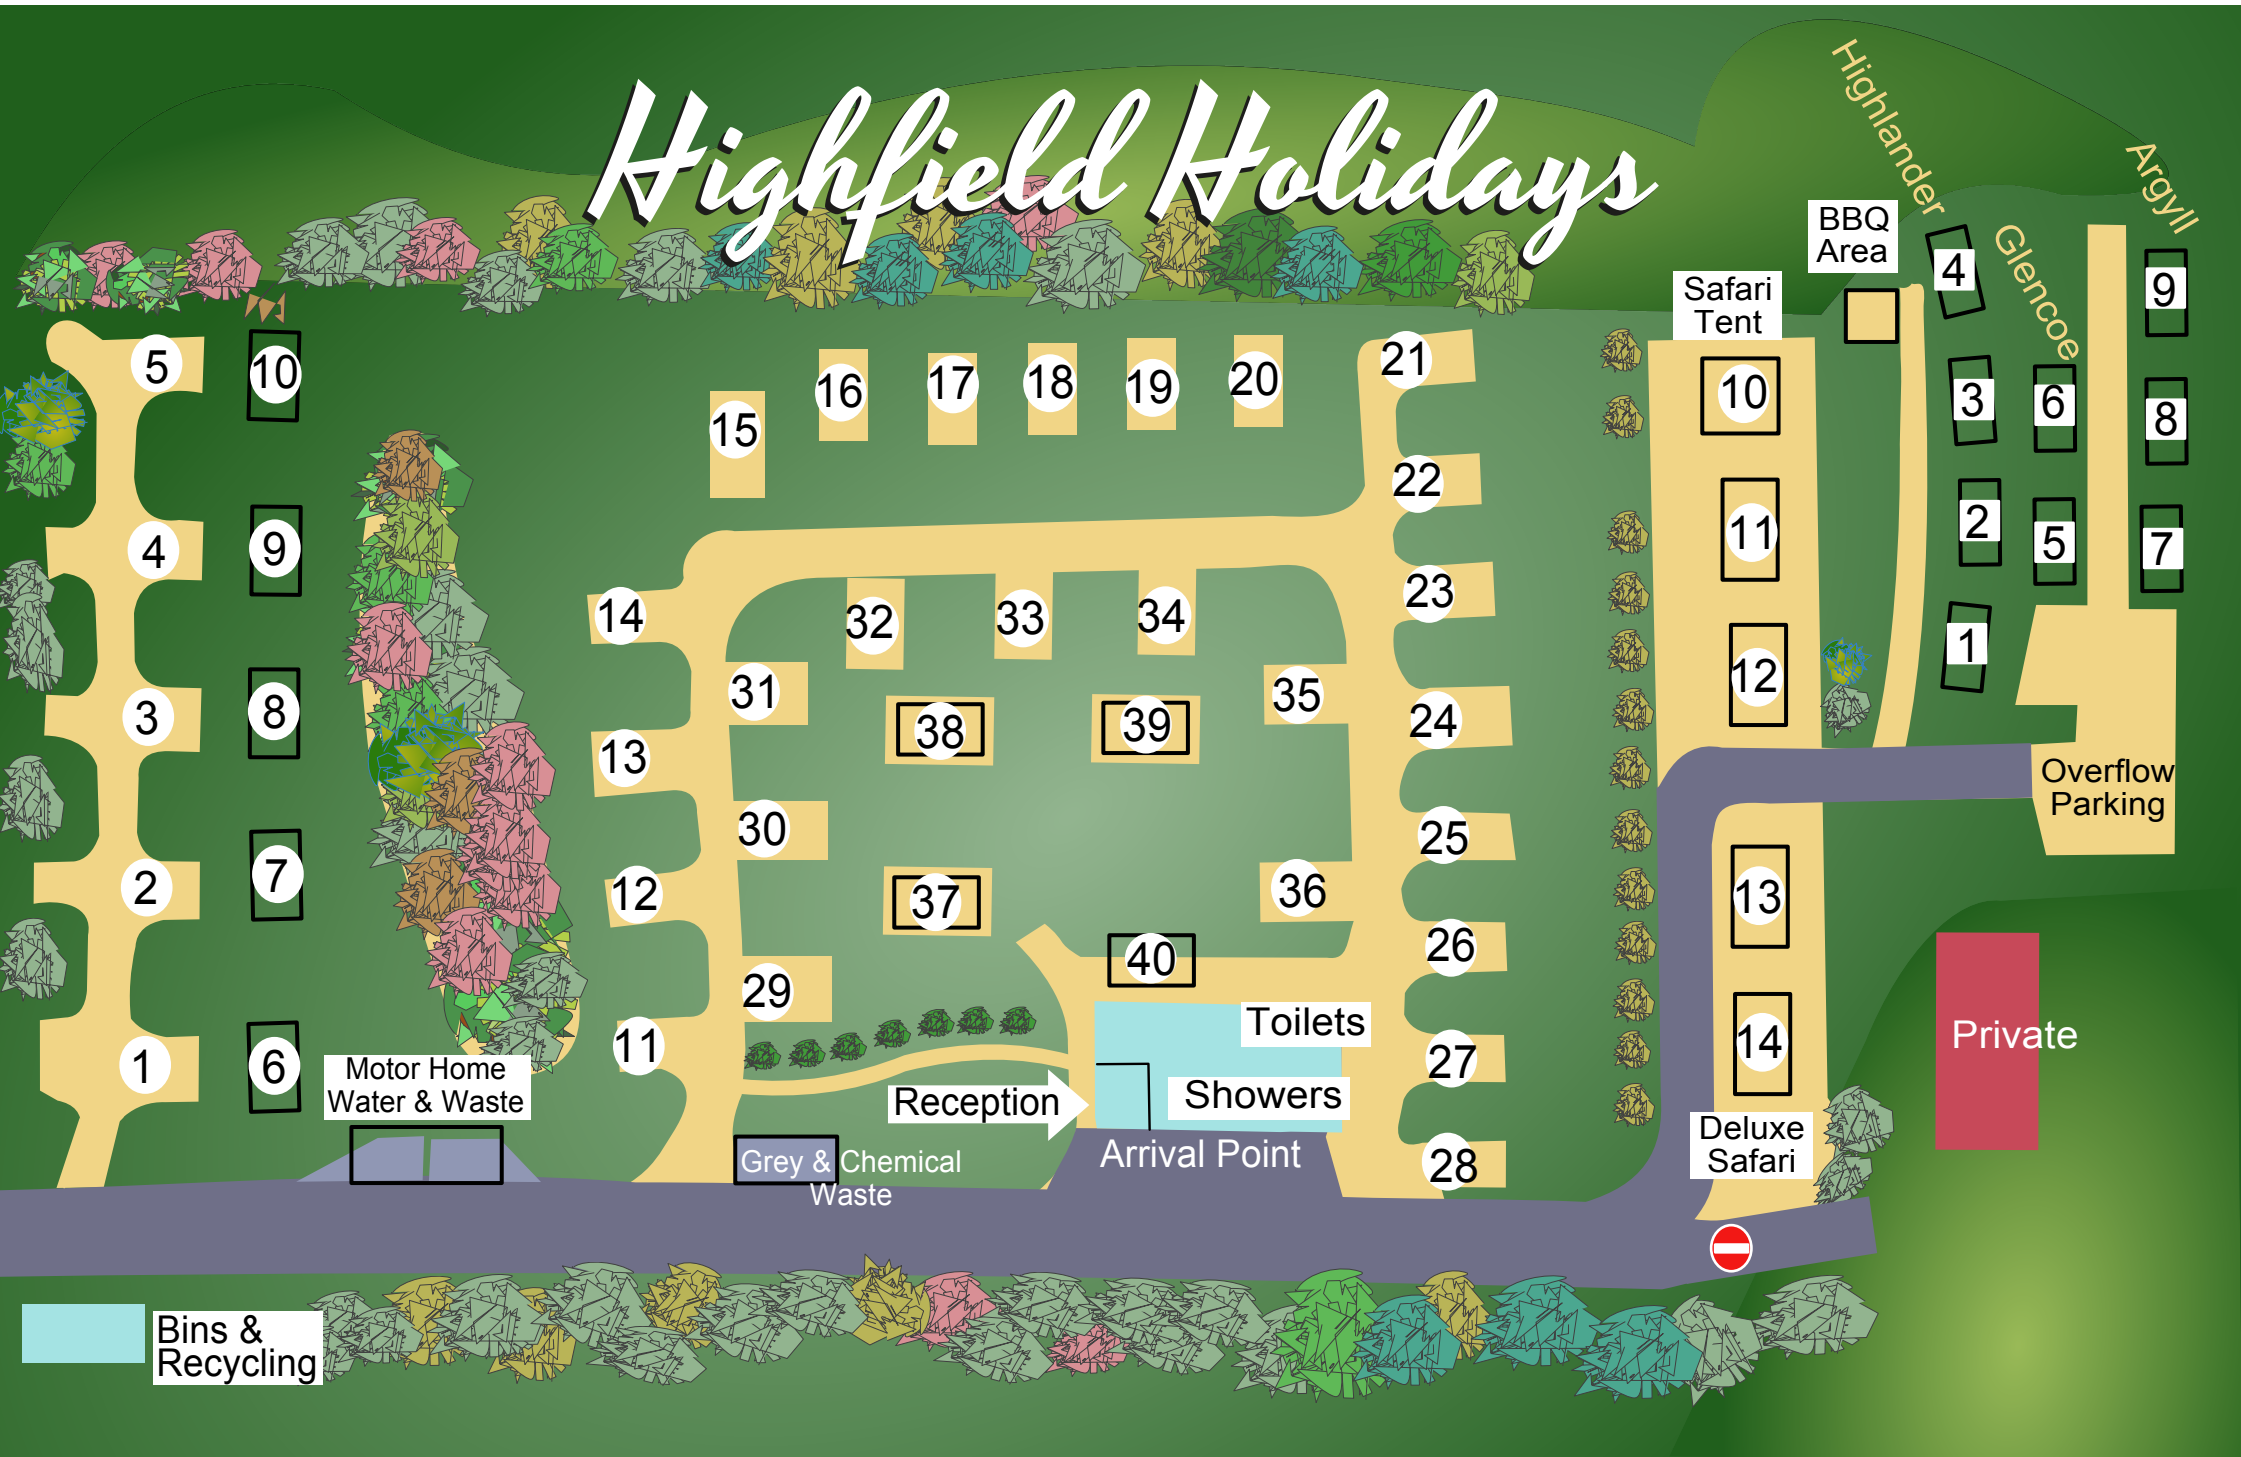 Highfield Holidays
Highlander
Argyll
Glencoe
BBQ
Area
Safari
Tent
4
9
3
6
8
2
5
7
1
5
10
4
9
3
8
2
7
1
6
15
16
17
18
19
20
21
22
23
24
25
26
27
28
14
13
12
11
31
30
29
32
33
34
35
36
38
39
37
40
10
11
12
13
14
Overflow
Parking
Private
Deluxe
Safari
Toilets
Showers
Reception
Arrival Point
Motor Home
Water & Waste
Grey & Chemical
Waste
Bins &
Recycling